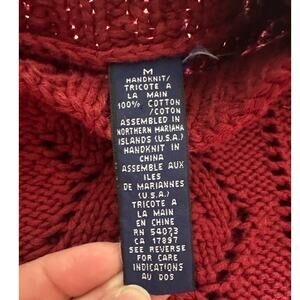 M
HANDKNIT/
TRICOTE A
LA MAIN
100% COTTON
/COTON
ASSEMBLED IN
NORTHERN MARIANA
ISLANDS (U.S.A.)
HANDKNIT IN
CHINA
ASSEMBLE AUX
ILES
DE MARIANNES
(U.S.A.)
TRICOTE A
LA MAIN
EN CHINE
RN 54073
CA 17897
SEE REVERSE
FOR CARE
INDICATIONS
AU DOS